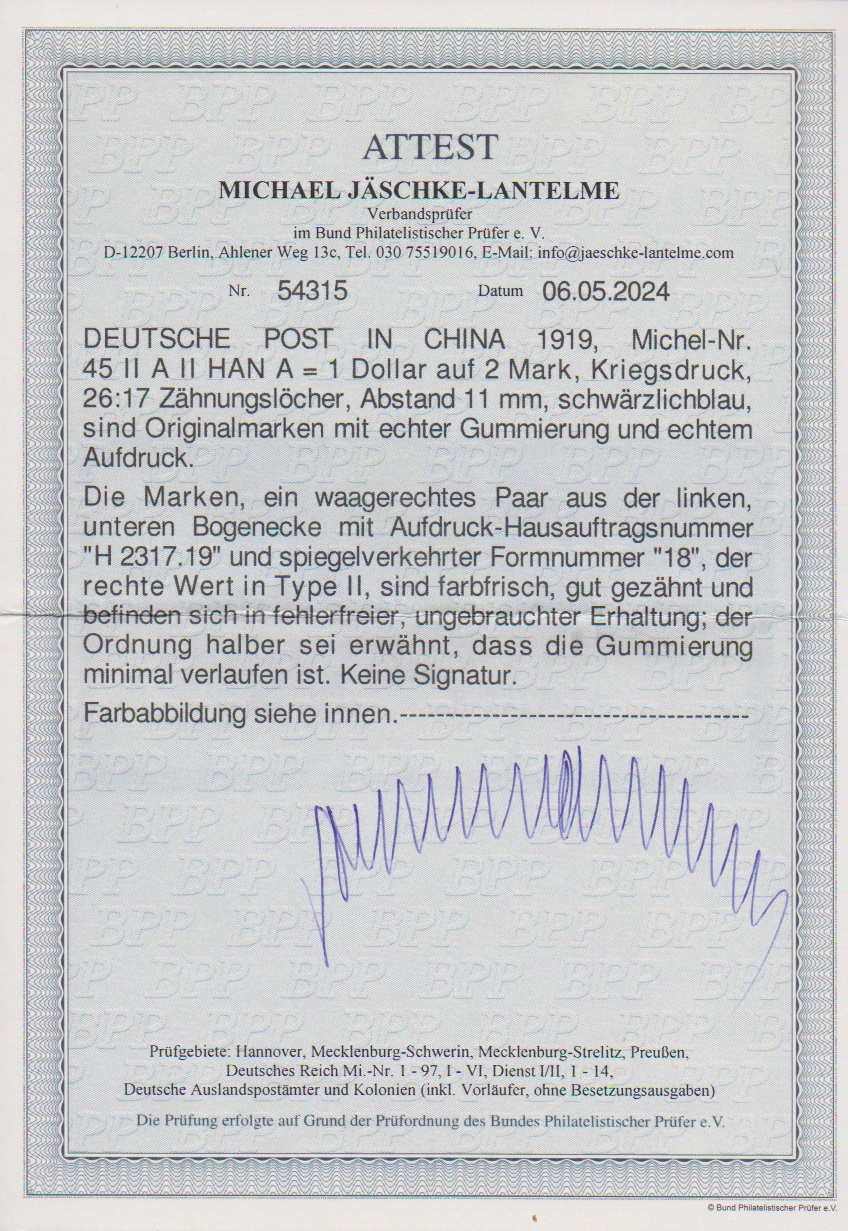 ATTEST
MICHAEL JÄSCHKE-LANTELME
Verbandsprüfer
im Bund Philatelistischer Prüfer e. V.
D-12207 Berlin, Ahlener Weg 13c, Tel. 030 75519016, E-Mail: info@jaeschke-lantelme.com
Nr. 54315 Datum 06.05.2024
DEUTSCHE POST IN CHINA 1919, Michel-Nr.
45 II A II HAN A = 1 Dollar auf 2 Mark, Kriegsdruck,
26:17 Zähnungslöcher, Abstand 11 mm, schwärzlichblau,
sind Originalmarken mit echter Gummierung und echtem
Aufdruck.
Die Marken, ein waagerechtes Paar aus der linken,
unteren Bogenecke mit Aufdruck-Hausauftragsnummer
"H 2317.19" und spiegelverkehrter Formnummer "18", der
rechte Wert in Type II, sind farbfrisch, gut gezähnt und
befinden sich in fehlerfreier, ungebrauchter Erhaltung; der
Ordnung halber sei erwähnt, dass die Gummierung
minimal verlaufen ist. Keine Signatur.
Farbabbildung siehe innen.--------------------------------------
Prüfgebiete: Hannover, Mecklenburg-Schwerin, Mecklenburg-Strelitz, Preußen,
Deutsches Reich Mi.-Nr. 1 - 97, I - VI, Dienst I/II, 1 - 14,
Deutsche Auslandspostämter und Kolonien (inkl. Vorläufer, ohne Besetzungsausgaben)
Die Prüfung erfolgte auf Grund der Prüfordnung des Bundes Philatelistischer Prüfer e.V.
© Bund Philatelistischer Prüfer e.V.